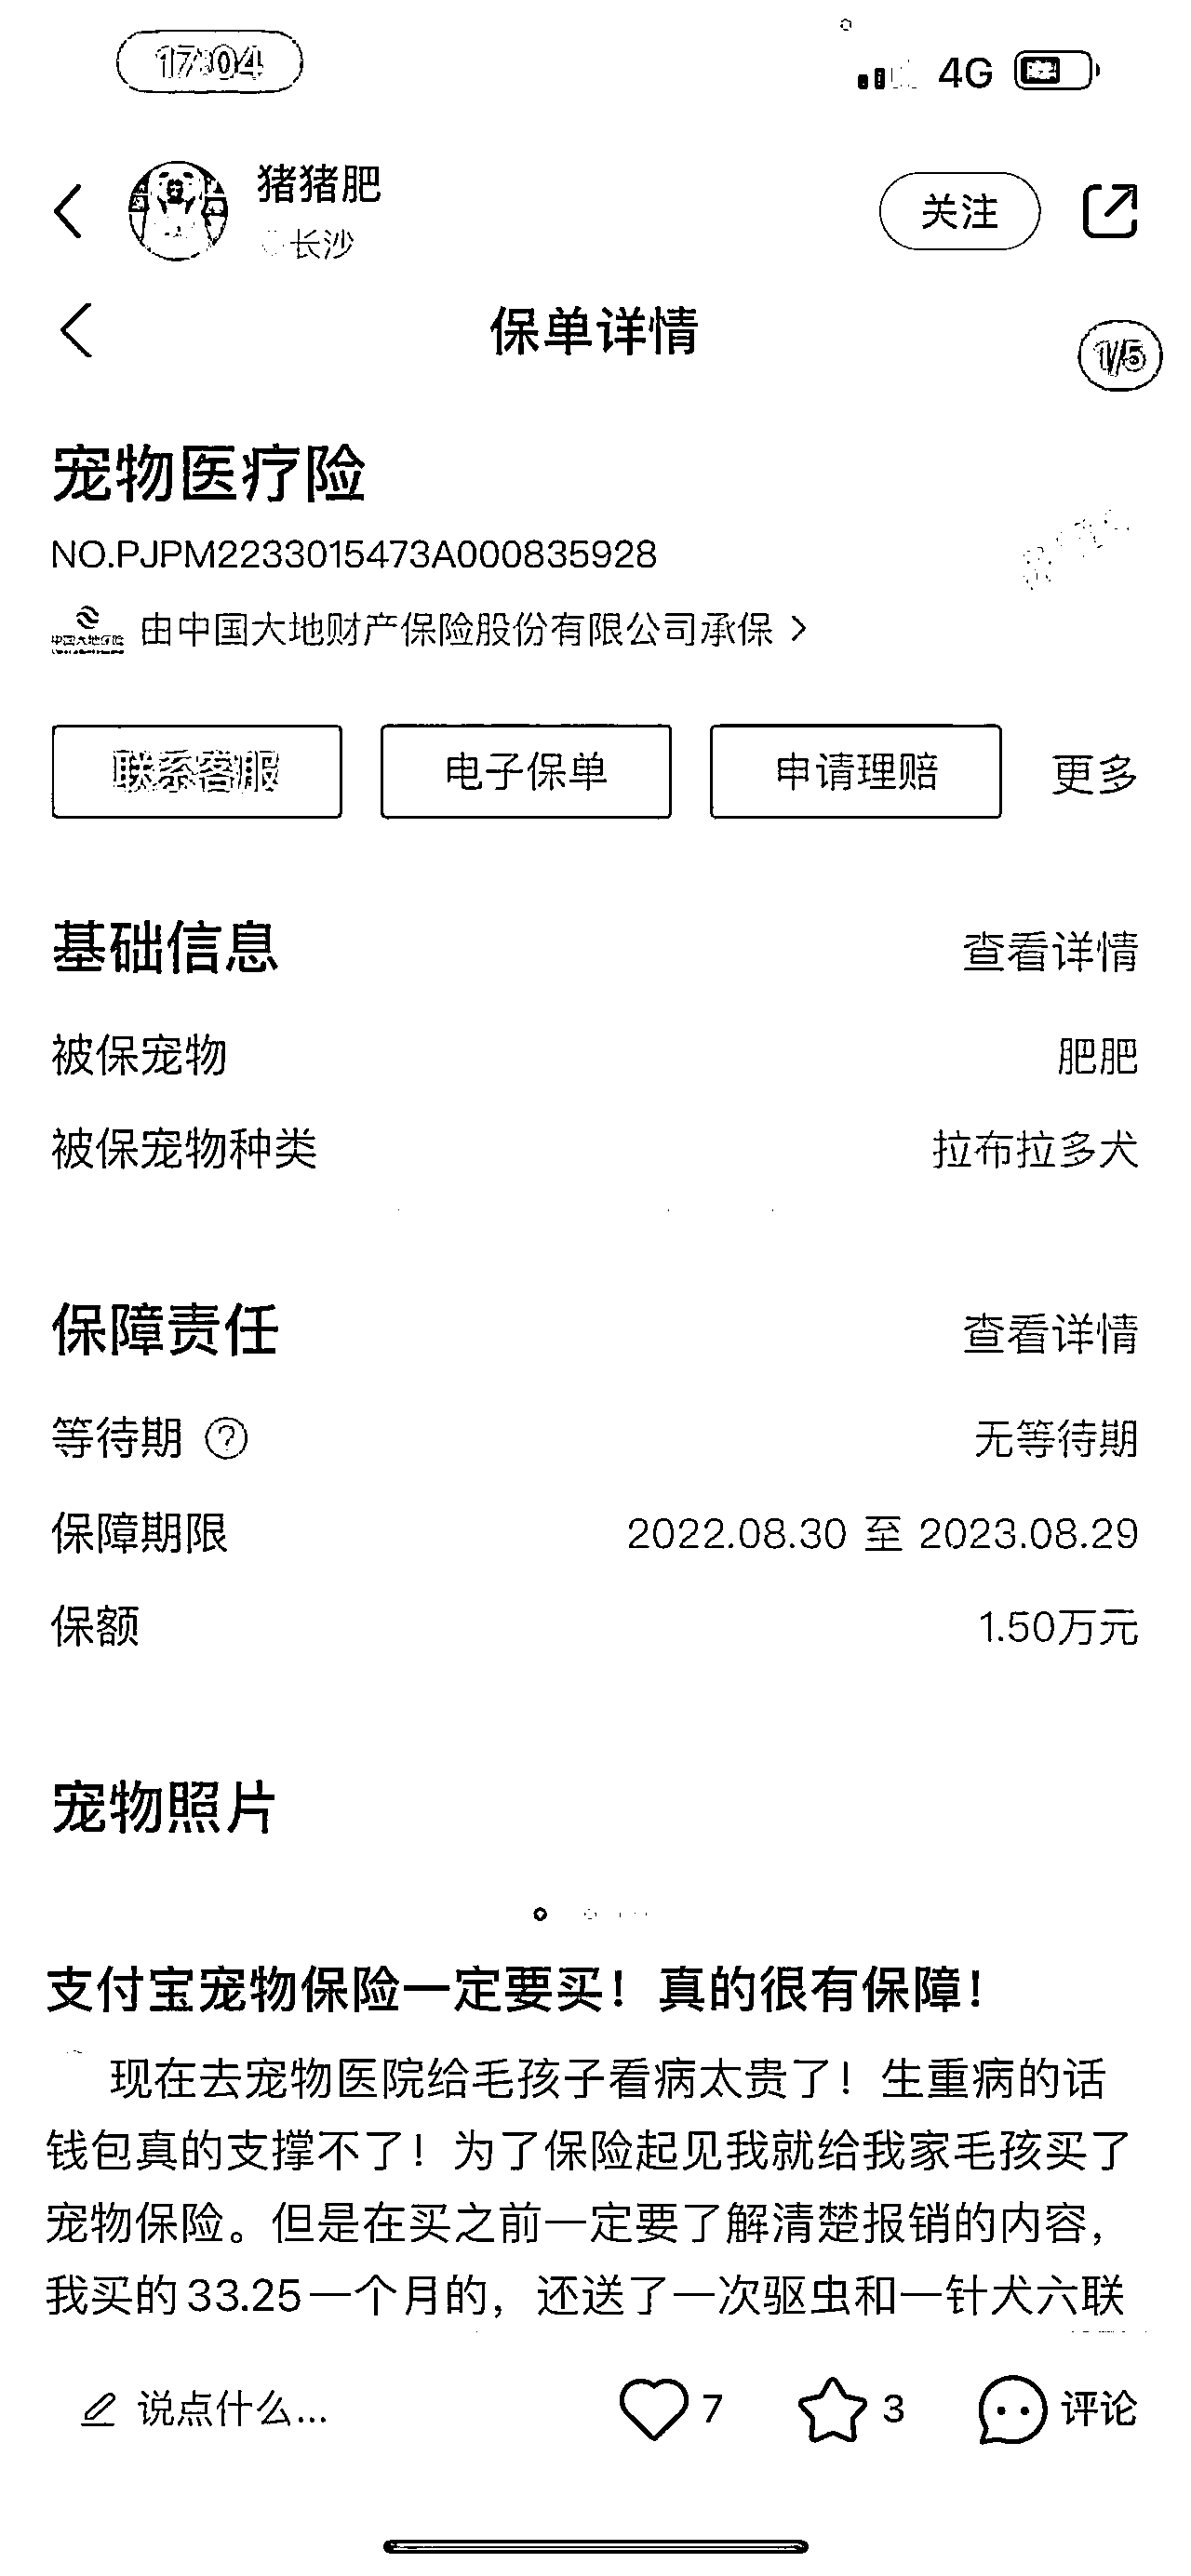 17:04
4G
猪猪肥
长沙
关注
保单详情
1/5
宠物医疗险
NO.PJPM2233015473A000835928
中国大地保险
由中国大地财产保险股份有限公司承保
联系客服
电子保单
申请理赔
更多
基础信息
查看详情
被保宠物
肥肥
被保宠物种类
拉布拉多犬
保障责任
查看详情
等待期 ?
无等待期
保障期限
2022.08.30 至 2023.08.29
保额
1.50万元
宠物照片
支付宝宠物保险一定要买！真的很有保障！
现在去宠物医院给毛孩子看病太贵了！生重病的话
钱包真的支撑不了！为了保险起见我就给我家毛孩买了
宠物保险。但是在买之前一定要了解清楚报销的内容，
我买的33.25一个月的，还送了一次驱虫和一针犬六联
说点什么...
7
3
评论